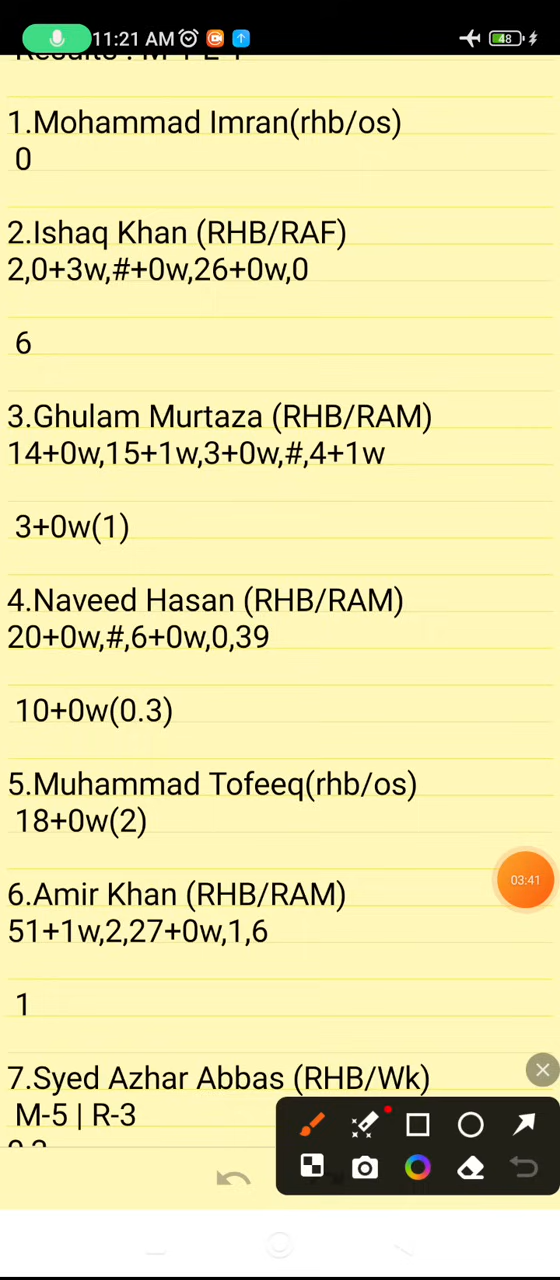 11:21 AM
48
Results : M-1 L-1
1.Mohammad Imran(rhb/os)
0
2.Ishaq Khan (RHB/RAF)
2,0+3w,#+0w,26+0w,0
6
3.Ghulam Murtaza (RHB/RAM)
14+0w,15+1w,3+0w,#,4+1w
3+0w(1)
4.Naveed Hasan (RHB/RAM)
20+0w,#,6+0w,0,39
10+0w(0.3)
5.Muhammad Tofeeq(rhb/os)
18+0w(2)
03:41
6.Amir Khan (RHB/RAM)
51+1w,2,27+0w,1,6
1
7.Syed Azhar Abbas (RHB/Wk)
M-5 | R-3